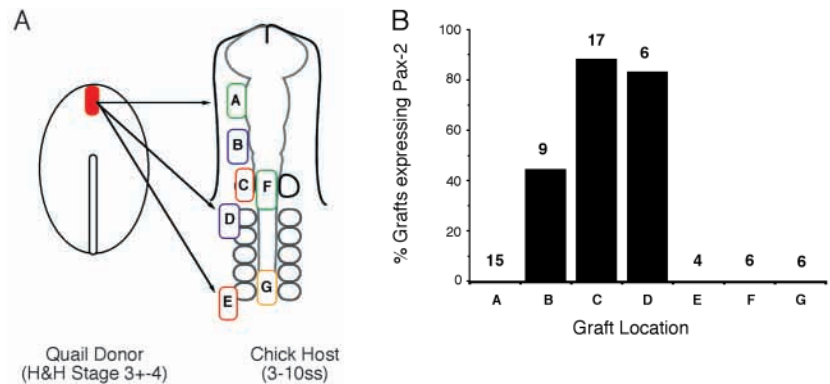 A
A
B
C
F
D
E
G
Quail Donor
(H&H Stage 3+-4)
Chick Host
(3-10ss)
B
% Grafts expressing Pax-2
100
80
60
40
20
0
15
9
17
6
4
6
6
A B C D E F G
Graft Location